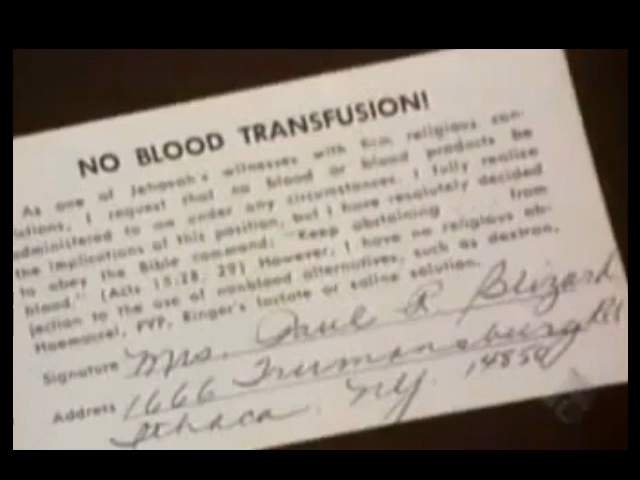 NO BLOOD TRANSFUSION!
As one of Jehovah's witnesses with firm religious con-
victions, I request that no blood or blood products be
administered to me under any circumstances. I fully realize
the implications of this position, but I have resolutely decided
to obey the Bible command: "Keep abstaining . . . from
blood." (Acts 15:28, 29) However, I have no religious ob-
jection to the use of nonblood alternatives, such as dextran,
Haemaccel, PVP, Ringer's lactate or saline solution.
Signature Mrs. Paul R. Blizard
Address 1666 Trumansburg Rd
Ithaca, NY. 14850